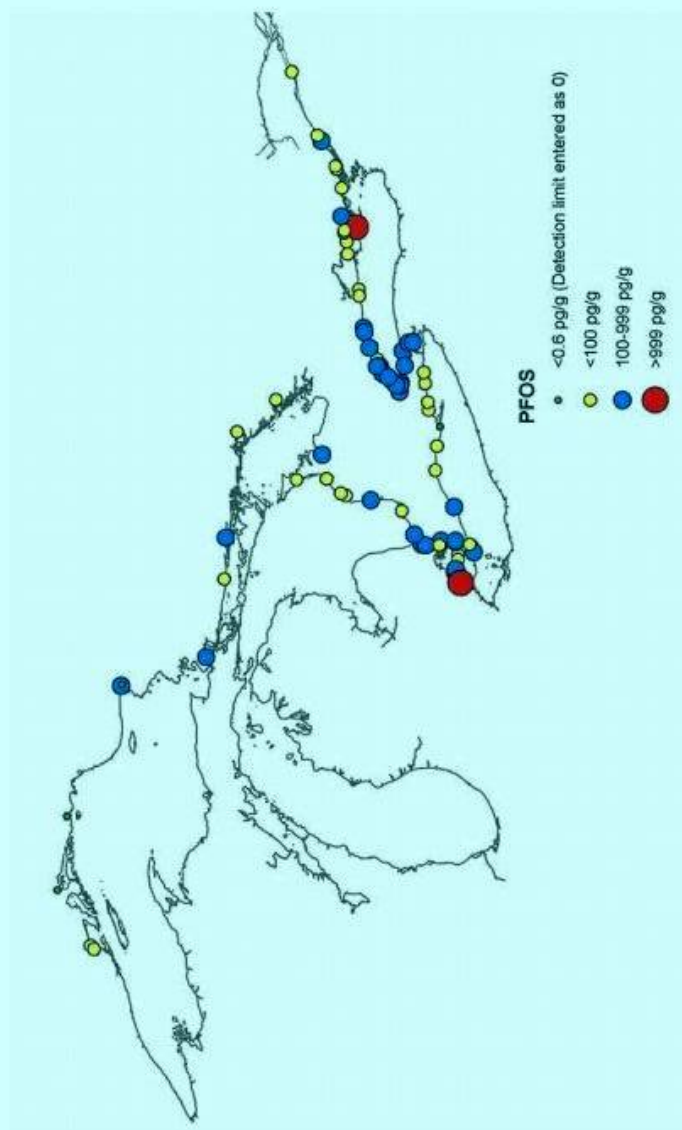 PFOS
<0.6 pg/g (Detection limit entered as 0)
<100 pg/g
100-999 pg/g
>999 pg/g